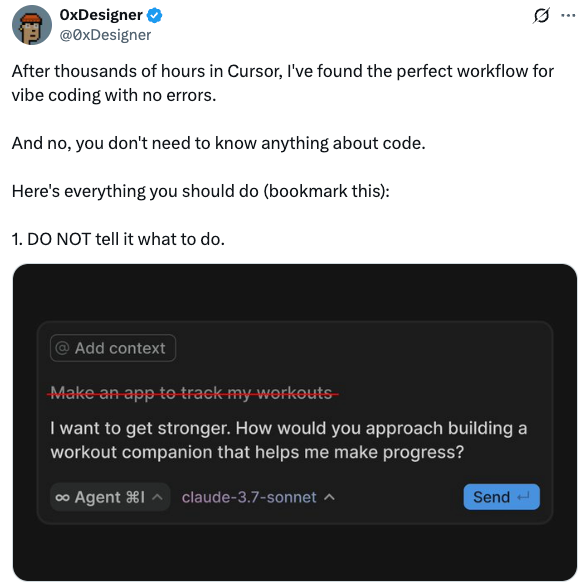 0xDesigner
@0xDesigner
After thousands of hours in Cursor, I've found the perfect workflow for
vibe coding with no errors.
And no, you don't need to know anything about code.
Here's everything you should do (bookmark this):
1. DO NOT tell it what to do.
@ Add context
Make an app to track my workouts
I want to get stronger. How would you approach building a
workout companion that helps me make progress?
∞ Agent ⌘I claude-3.7-sonnet Send